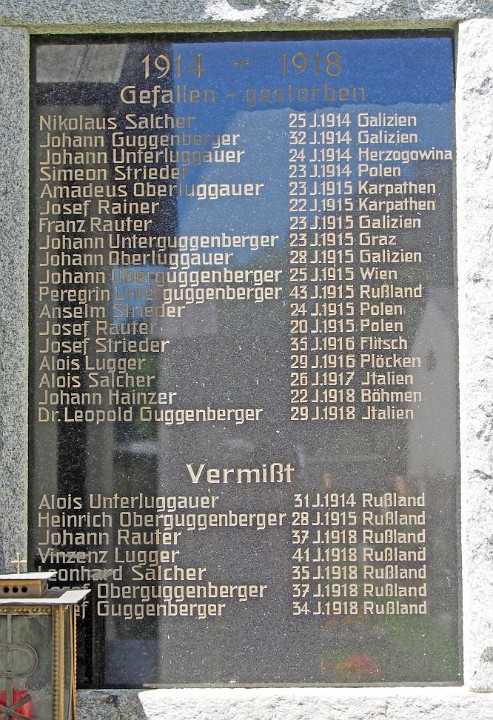 1914 - 1918
Gefallen - gestorben
Nikolaus Salcher 25 J.1914 Galizien
Johann Guggenberger 32 J.1914 Galizien
Johann Unterluggauer 24 J.1914 Herzogowina
Simeon Strieder 23 J.1914 Polen
Amadeus Oberluggauer 23 J.1915 Karpathen
Josef Rainer 22 J.1915 Karpathen
Franz Rauter 23 J.1915 Galizien
Johann Unterguggenberger 23 J.1915 Graz
Johann Oberluggauer 28 J.1915 Galizien
Johann Oberguggenberger 25 J.1915 Wien
Peregrin Unterguggenberger 43 J.1915 Rußland
Anselm Strieder 24 J.1915 Polen
Josef Rauter 20 J.1915 Polen
Josef Strieder 35 J.1916 Flitsch
Alois Lugger 29 J.1916 Plöcken
Alois Salcher 26 J.1917 Jtalien
Johann Hainzer 22 J.1918 Böhmen
Dr. Leopold Guggenberger 29 J.1918 Jtalien
Vermißt
Alois Unterluggauer 31 J.1914 Rußland
Heinrich Oberguggenberger 28 J.1915 Rußland
Johann Rauter 37 J.1918 Rußland
Vinzenz Lugger 41 J.1918 Rußland
Leonhard Salcher 35 J.1918 Rußland
Oberguggenberger 37 J.1918 Rußland
Guggenberger 34 J.1918 Rußland